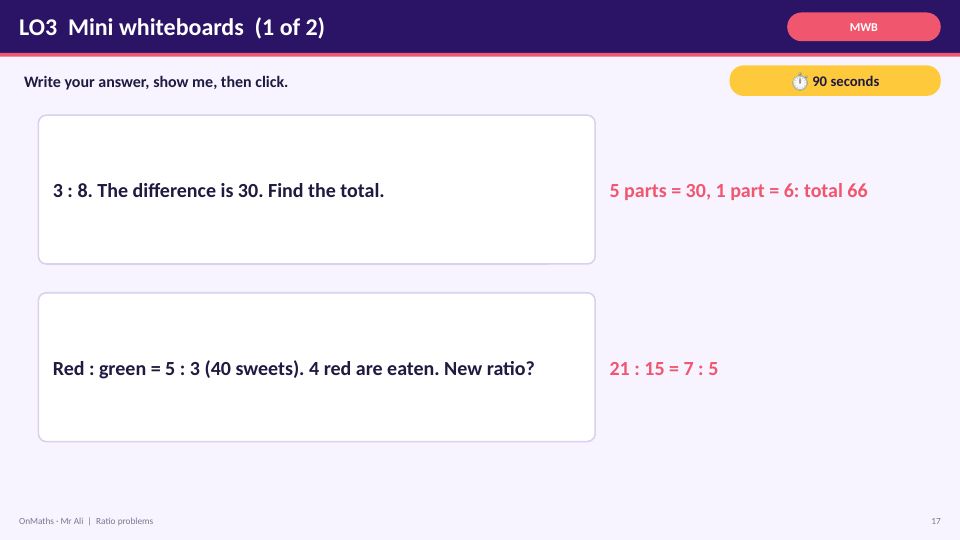 LO3 Mini whiteboards (1 of 2)
MWB
Write your answer, show me, then click.
⏱️ 90 seconds
3 : 8. The difference is 30. Find the total.
5 parts = 30, 1 part = 6: total 66
Red : green = 5 : 3 (40 sweets). 4 red are eaten. New ratio?
21 : 15 = 7 : 5
OnMaths · Mr Ali | Ratio problems
17